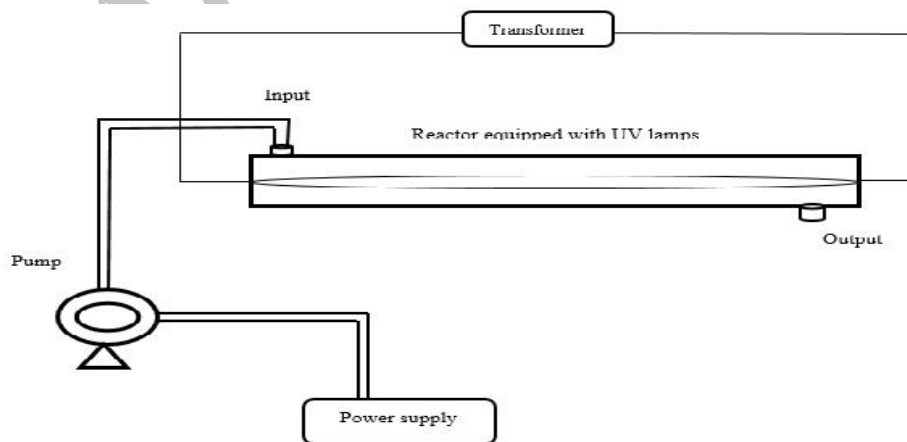 Transformer
Input
Reactor equipped with UV lamps
Output
Pump
Power supply